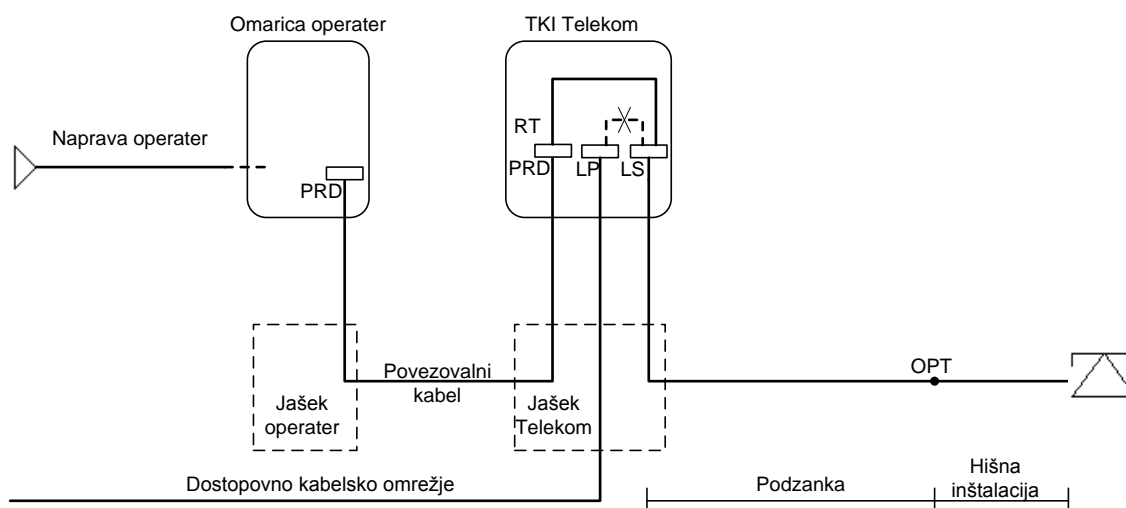 Omarica operater
TKI Telekom
Naprava operater
RT
PRD
PRD
LP
LS
Povezovalni
kabel
OPT
Jašek
operater
Jašek
Telekom
Dostopovno kabelsko omrežje
Podzanka
Hišna
inštalacija